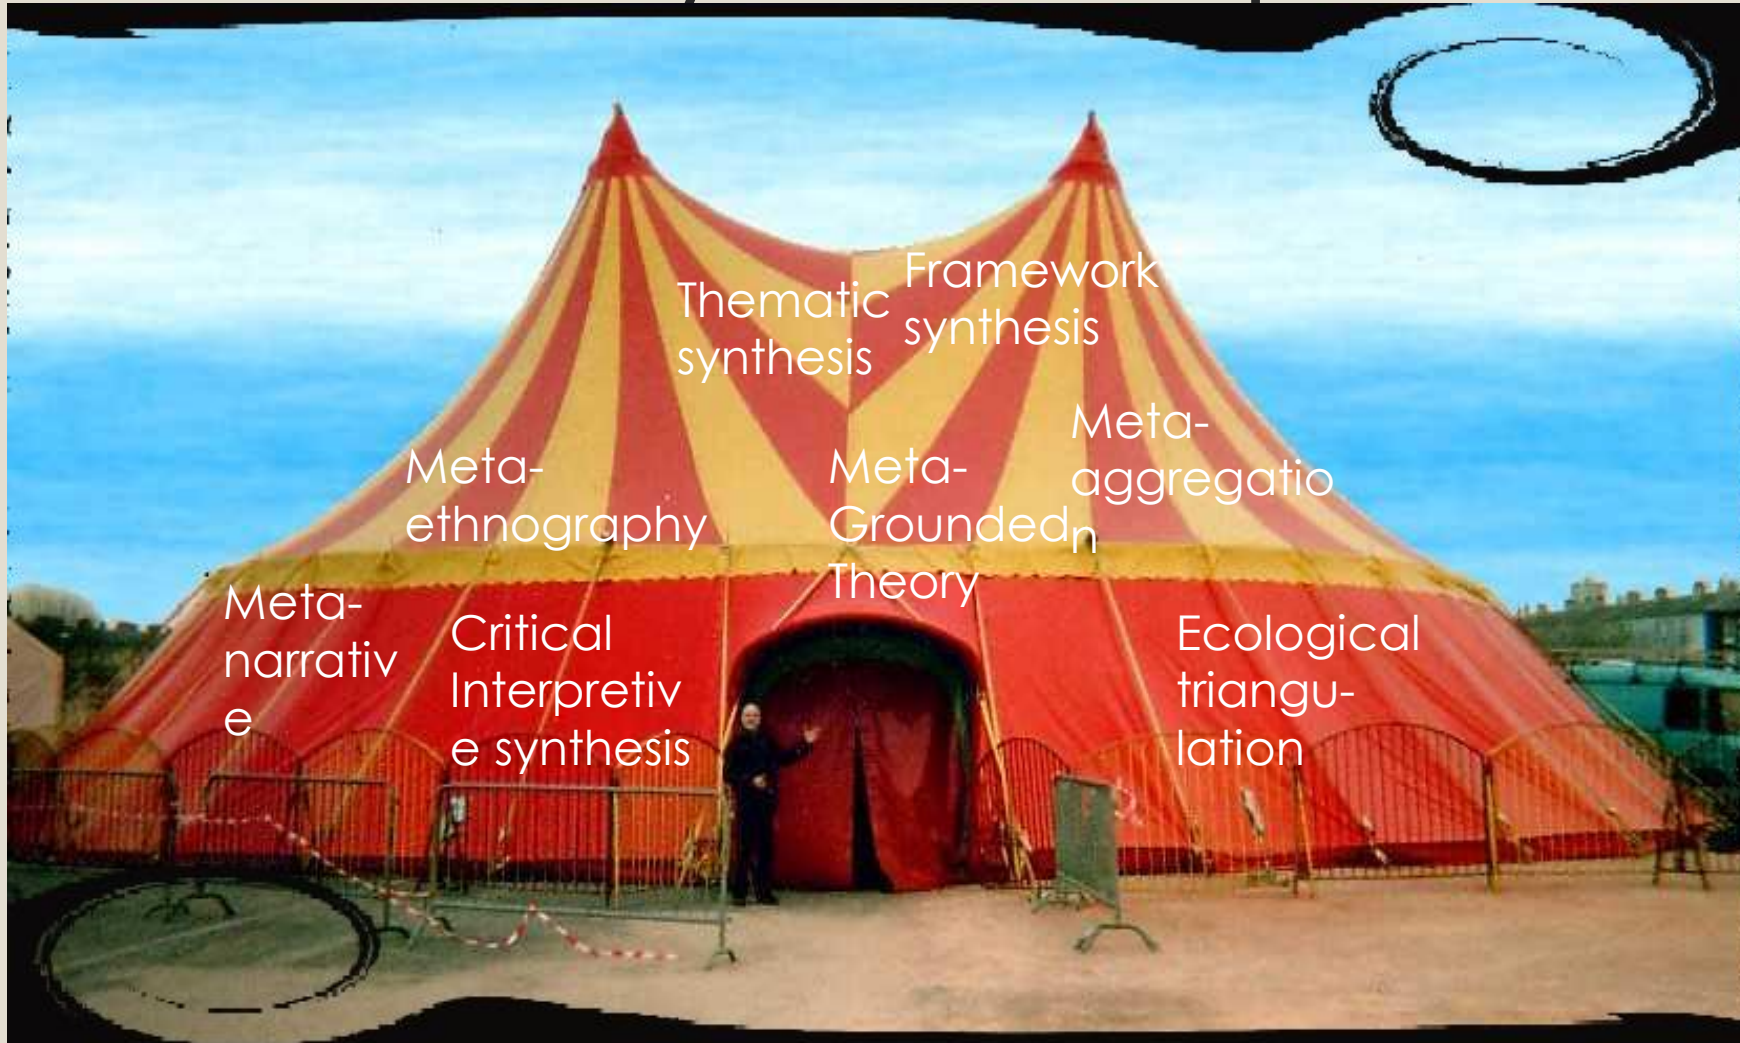 Thematic
synthesis
Framework
synthesis
Meta-
ethnography
Meta-
Grounded
Theory
Meta-
aggregatio
n
Meta-
narrativ
e
Critical
Interpretiv
e synthesis
Ecological
triangu-
lation